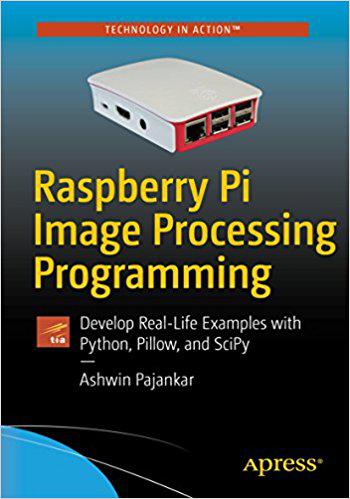 TECHNOLOGY IN ACTION™
Raspberry Pi
Image Processing
Programming
tia
Develop Real-Life Examples with
Python, Pillow, and SciPy
—
Ashwin Pajankar
Apress®